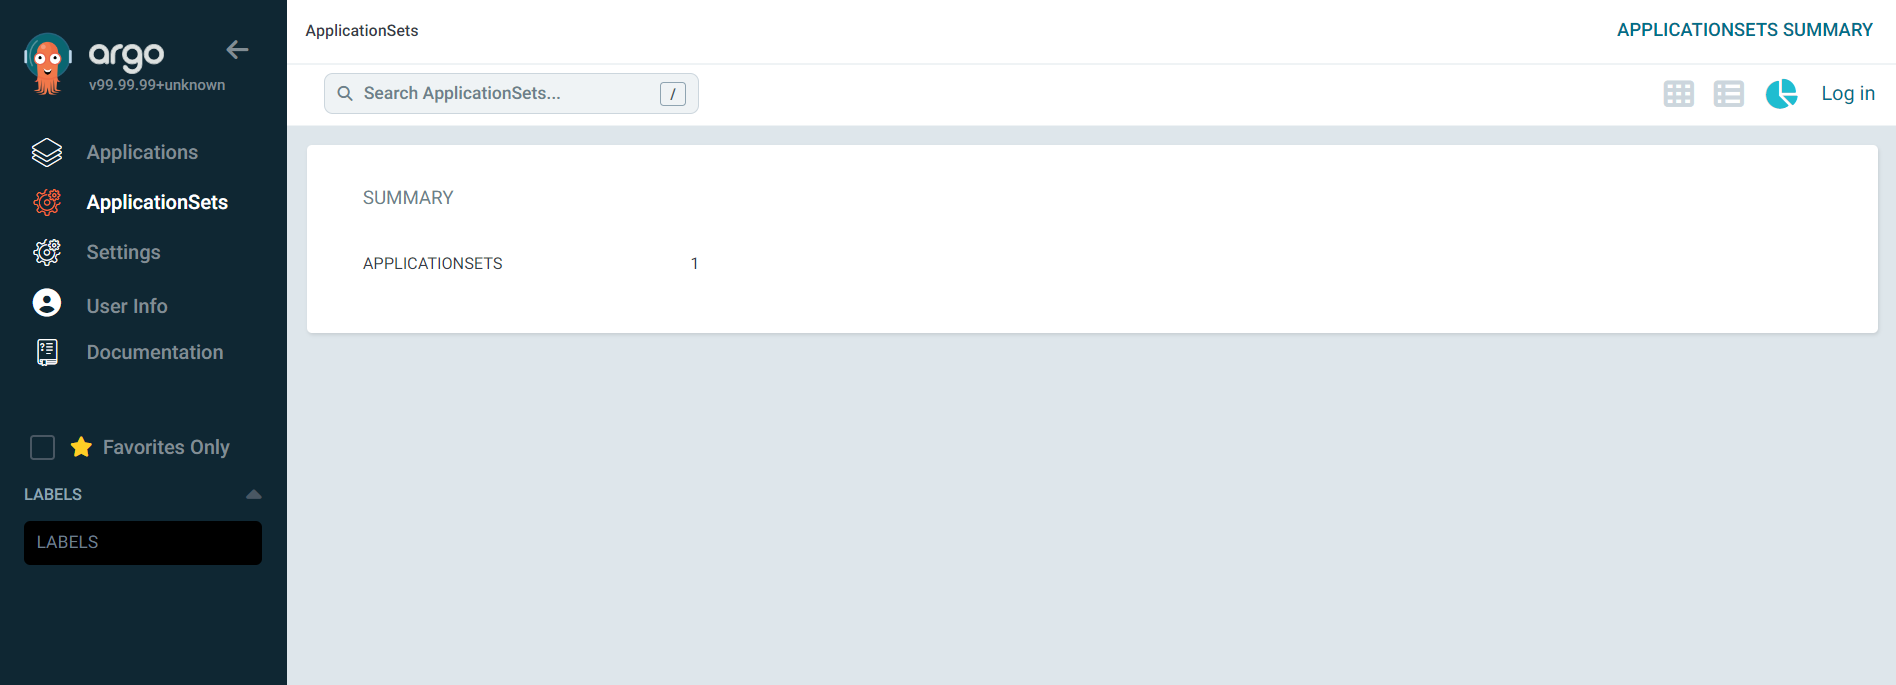 argo
v99.99.99+unknown
Applications
ApplicationSets
Settings
User Info
Documentation
Favorites Only
LABELS
LABELS
ApplicationSets
APPLICATIONSETS SUMMARY
Search ApplicationSets...
/
Log in
SUMMARY
APPLICATIONSETS 1